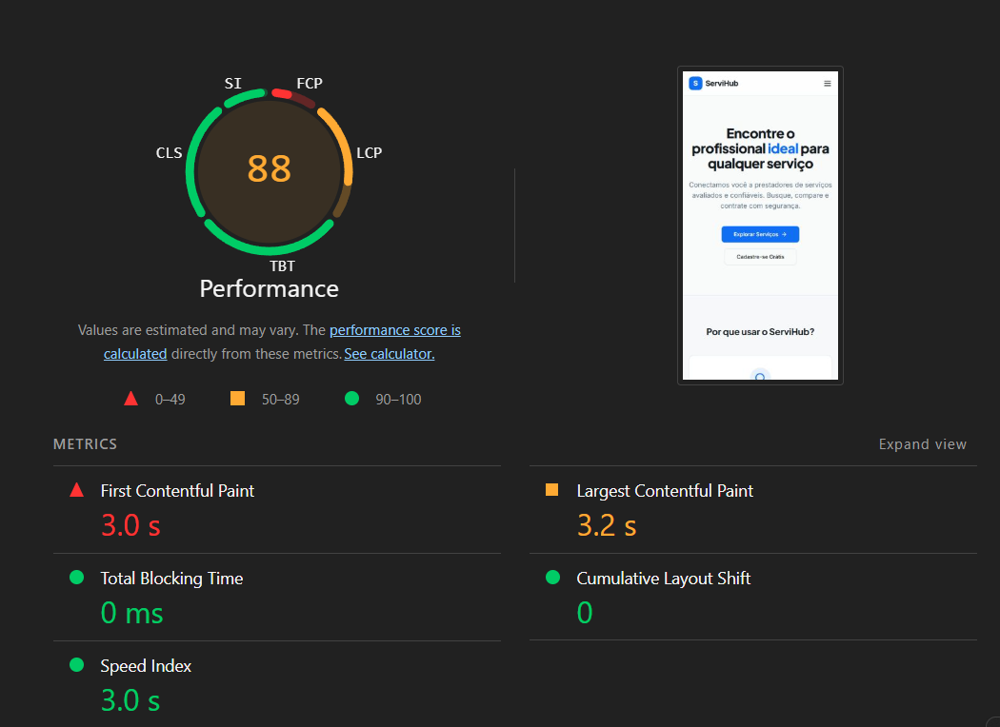 SI
FCP
CLS
LCP
88
TBT
Performance
Values are estimated and may vary. The performance score is
calculated directly from these metrics. See calculator.
0–49
50–89
90–100
S ServiHub
Encontre o
profissional ideal para
qualquer serviço
Conectamos você a prestadores de serviços
avaliados e confiáveis. Busque, compare e
contrate com segurança.
Explorar Serviços →
Cadastre-se Grátis
Por que usar o ServiHub?
METRICS
Expand view
First Contentful Paint
3.0 s
Largest Contentful Paint
3.2 s
Total Blocking Time
0 ms
Cumulative Layout Shift
0
Speed Index
3.0 s